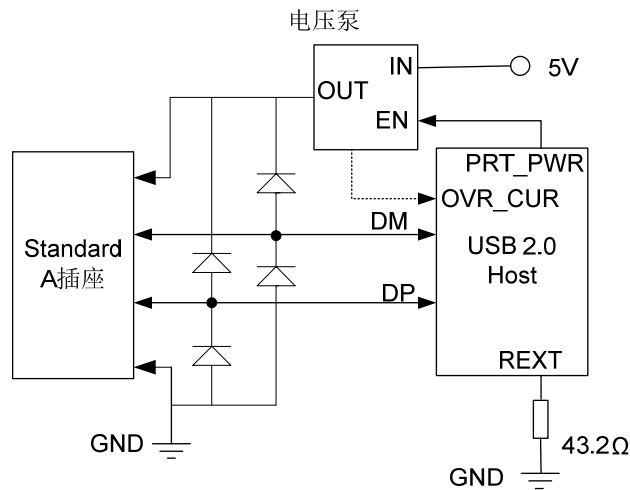 电压泵
IN
5V
OUT
EN
PRT_PWR
OVR_CUR
DM
USB 2.0
Host
Standard
A插座
DP
REXT
GND
43.2Ω
GND